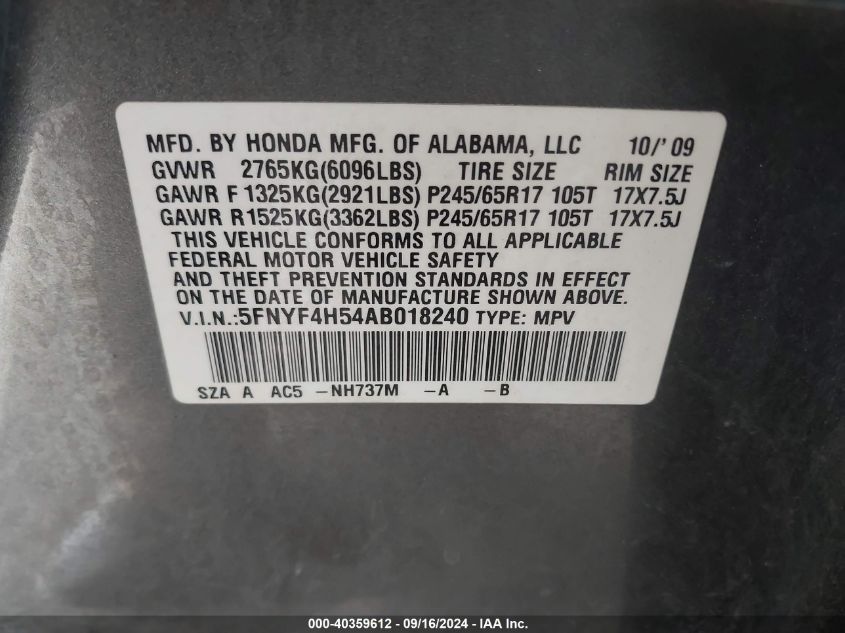 MFD. BY HONDA MFG. OF ALABAMA, LLC 10/'09
GVWR 2765KG(6096LBS) TIRE SIZE RIM SIZE
GAWR F 1325KG(2921LBS) P245/65R17 105T 17X7.5J
GAWR R1525KG(3362LBS) P245/65R17 105T 17X7.5J
THIS VEHICLE CONFORMS TO ALL APPLICABLE
FEDERAL MOTOR VEHICLE SAFETY
AND THEFT PREVENTION STANDARDS IN EFFECT
ON THE DATE OF MANUFACTURE SHOWN ABOVE.
V.I.N.:5FNYF4H54AB018240 TYPE: MPV
SZA A AC5 -NH737M -A -B
000-40359612 - 09/16/2024 - IAAI.com.